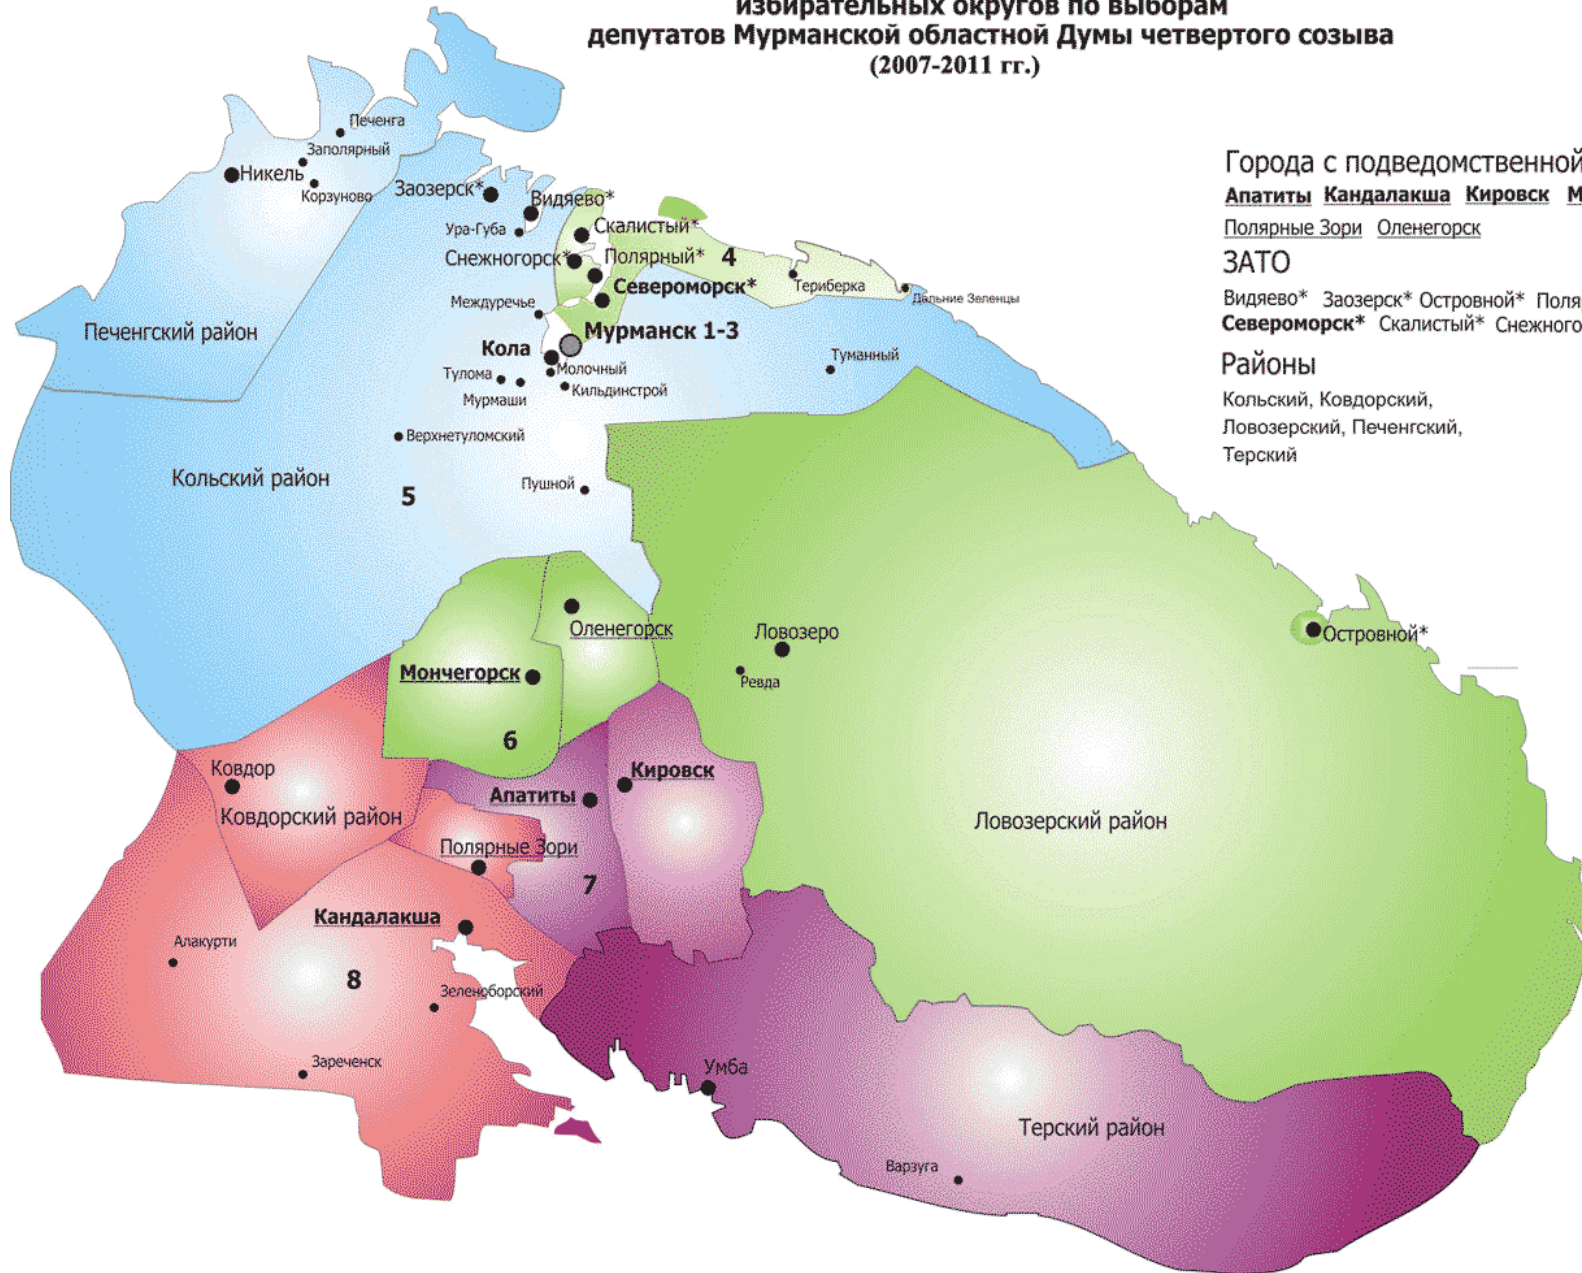 избирательных округов по выборам
депутатов Мурманской областной Думы четвертого созыва
(2007-2011 гг.)
Печенга
Заполярный
Никель
Корзуново
Заозерск*
Видяево*
Ура-Губа
Скалистый*
Снежногорск*
Полярный*
4
Североморск*
Териберка
Дальние Зеленцы
Междуречье
Печенгский район
Мурманск 1-3
Кола
Молочный
Тулома
Мурмаши
Кильдинстрой
Туманный
Верхнетуломский
Кольский район
5
Пушной
Города с подведомственной
Апатиты Кандалакша Кировск М
Полярные Зори Оленегорск
ЗАТО
Видяево* Заозерск* Островной* Поля
Североморск* Скалистый* Снежного
Районы
Кольский, Ковдорский,
Ловозерский, Печенгский,
Терский
Оленегорск
Ловозеро
Островной*
Мончегорск
Ревда
6
Ковдор
Кировск
Апатиты
Ковдорский район
Ловозерский район
Полярные Зори
7
Кандалакша
Алакурти
8
Зеленоборский
Зареченск
Умба
Терский район
Варзуга